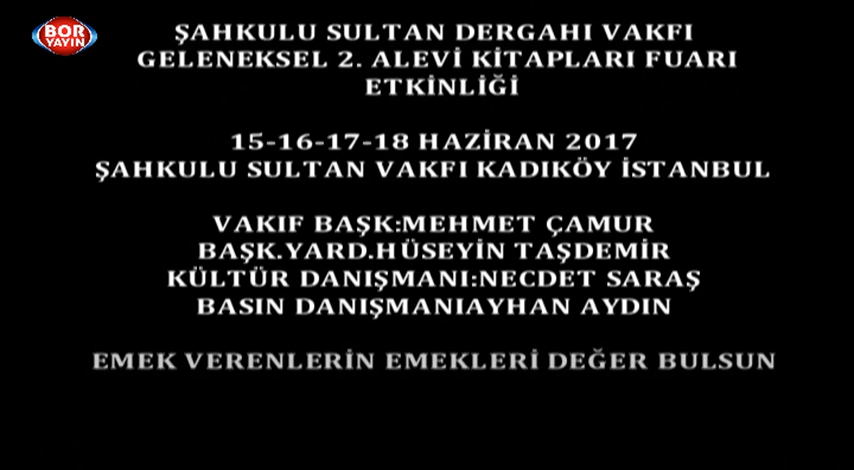 BOR
YAYIN
ŞAHKULU SULTAN DERGAHI VAKFI
GELENEKSEL 2. ALEVİ KİTAPLARI FUARI
ETKİNLİĞİ
15-16-17-18 HAZİRAN 2017
ŞAHKULU SULTAN VAKFI KADIKÖY İSTANBUL
VAKIF BAŞK:MEHMET ÇAMUR
BAŞK.YARD.HÜSEYİN TAŞDEMİR
KÜLTÜR DANIŞMANI:NECDET SARAŞ
BASIN DANIŞMANIAYHAN AYDIN
EMEK VERENLERİN EMEKLERİ DEĞER BULSUN